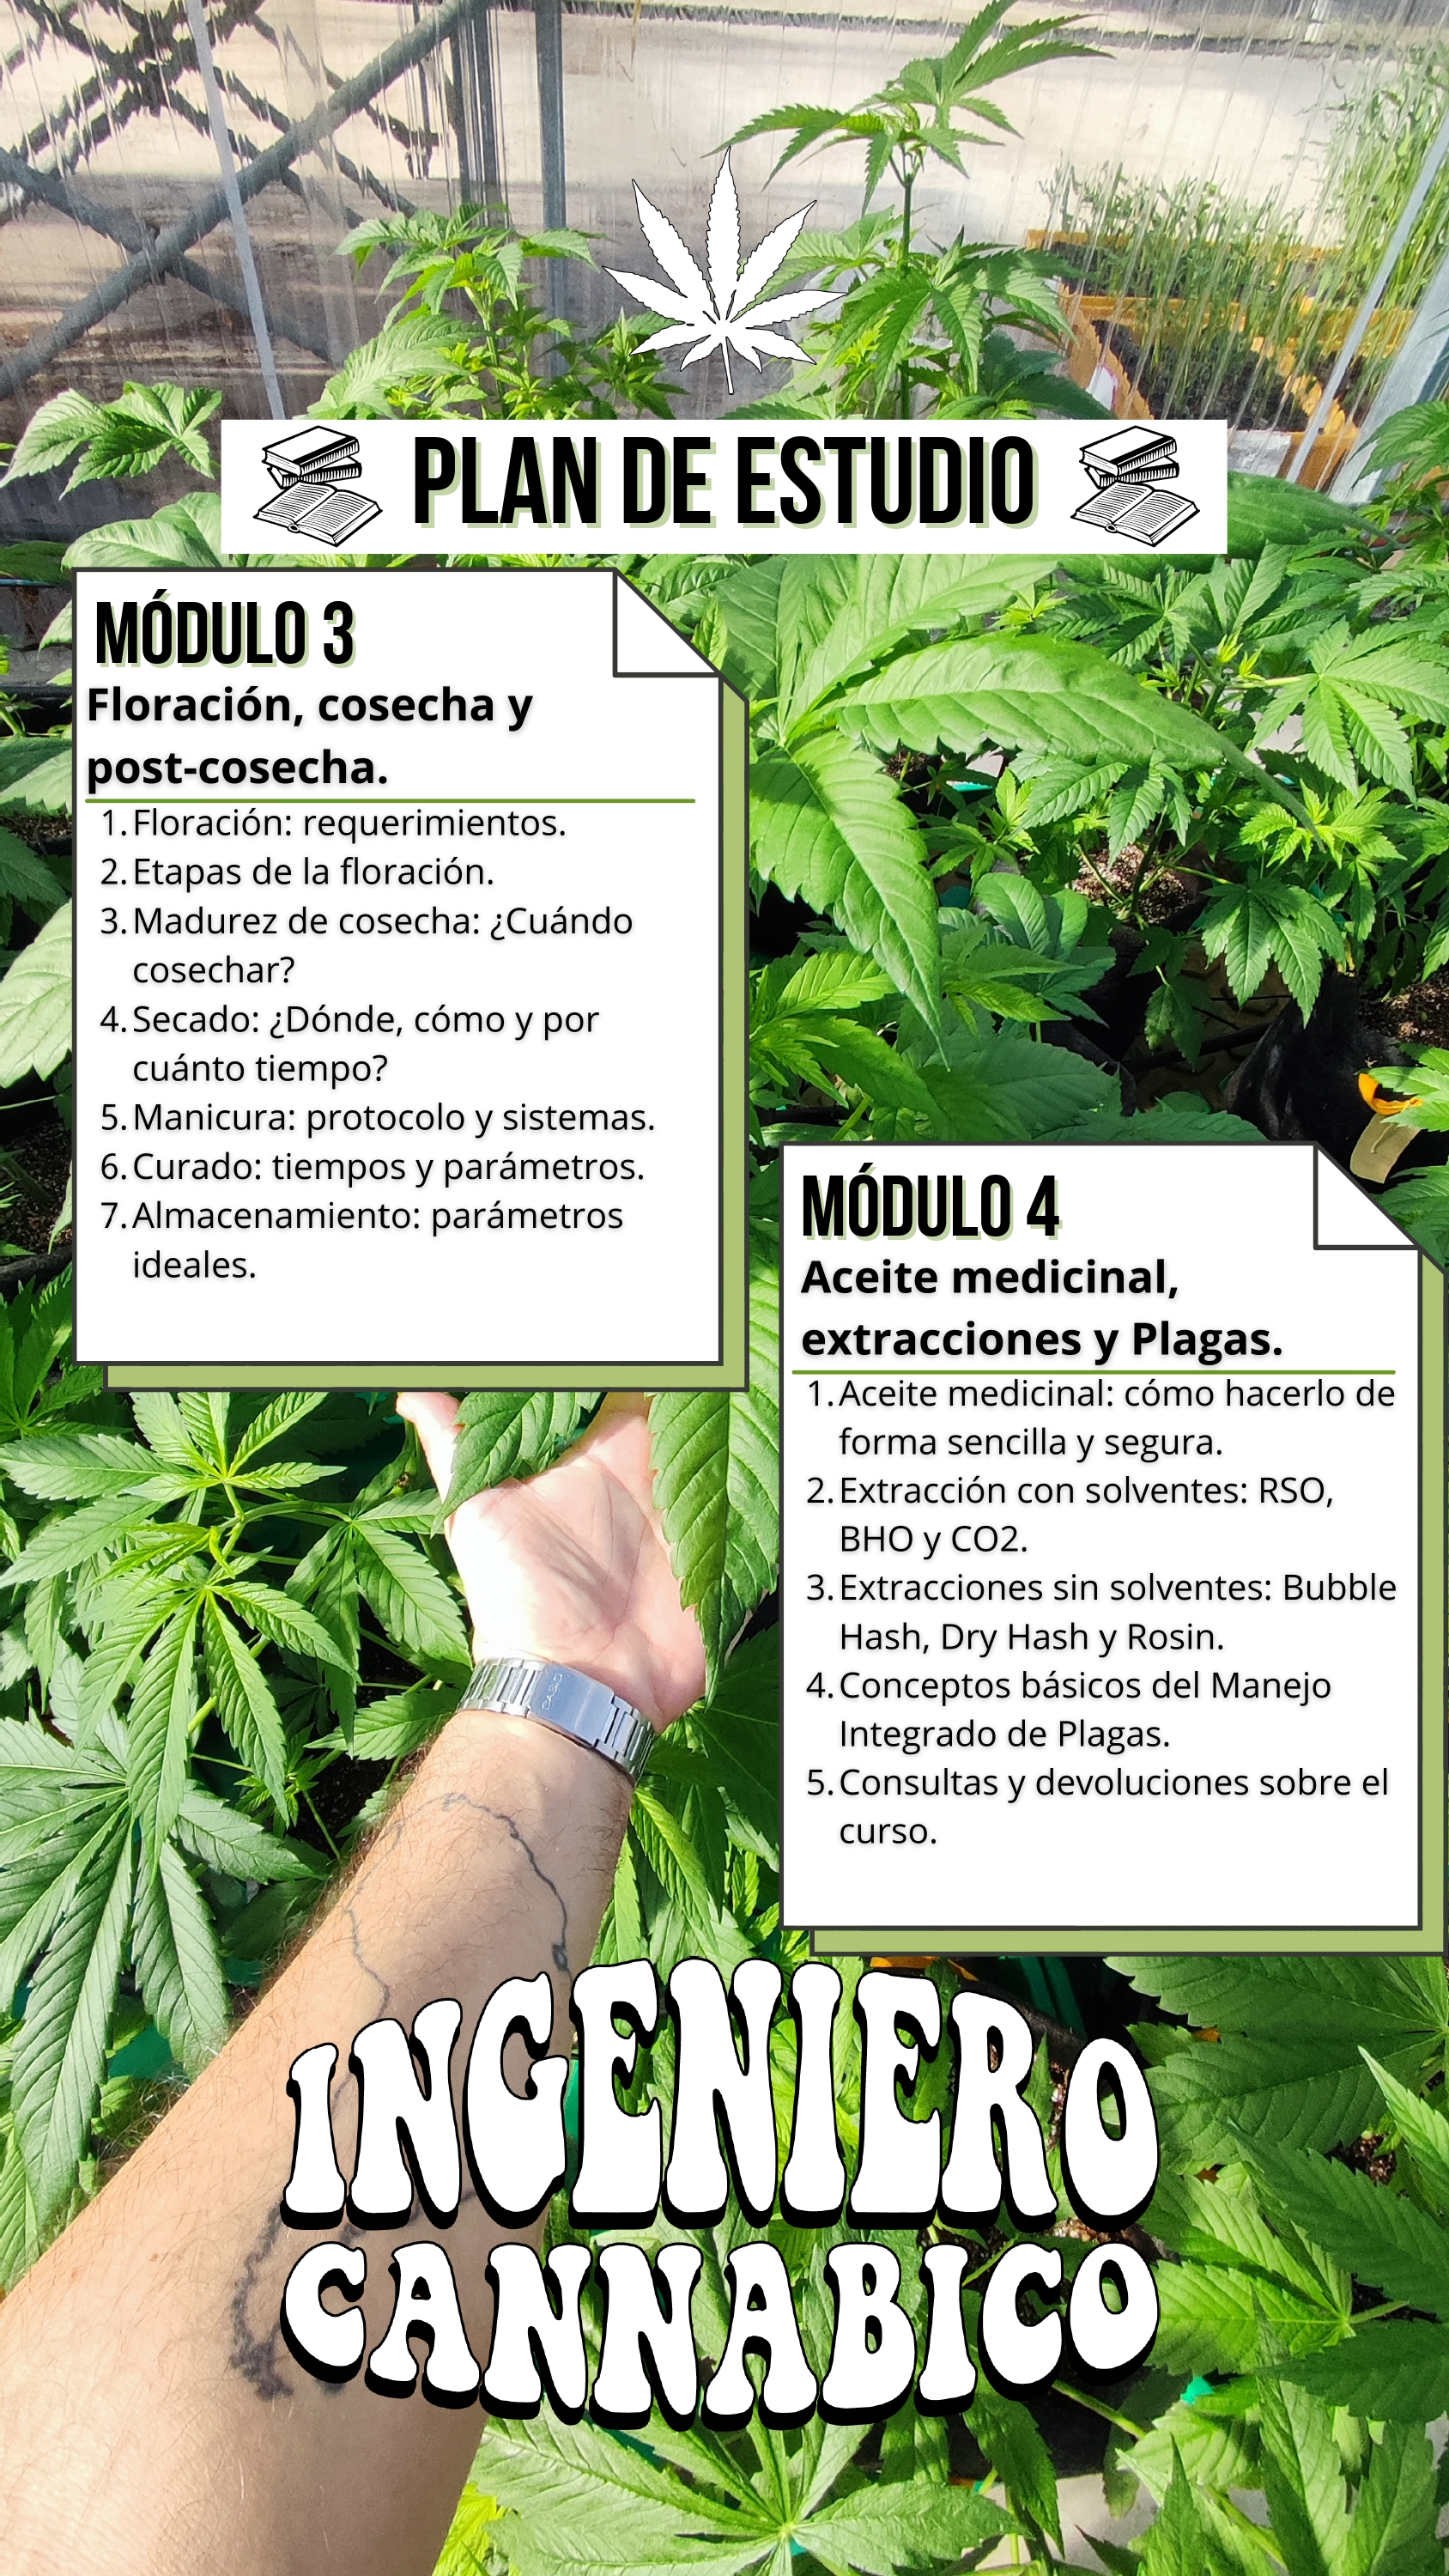 PLAN DE ESTUDIO
MÓDULO 3
Floración, cosecha y
post-cosecha.
1. Floración: requerimientos.
2. Etapas de la floración.
3. Madurez de cosecha: ¿Cuándo
cosechar?
4. Secado: ¿Dónde, cómo y por
cuánto tiempo?
5. Manicura: protocolo y sistemas.
6. Curado: tiempos y parámetros.
7. Almacenamiento: parámetros
ideales.
MÓDULO 4
Aceite medicinal,
extracciones y Plagas.
1. Aceite medicinal: cómo hacerlo de
forma sencilla y segura.
2. Extracción con solventes: RSO,
BHO y CO2.
3. Extracciones sin solventes: Bubble
Hash, Dry Hash y Rosin.
4. Conceptos básicos del Manejo
Integrado de Plagas.
5. Consultas y devoluciones sobre el
curso.
CASIO
INGENIERO
CANNABICO